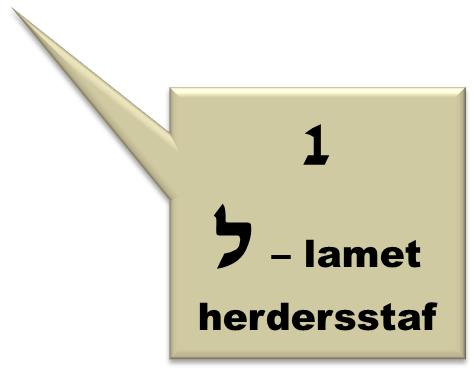 1
ל – lamet
herdersstaf